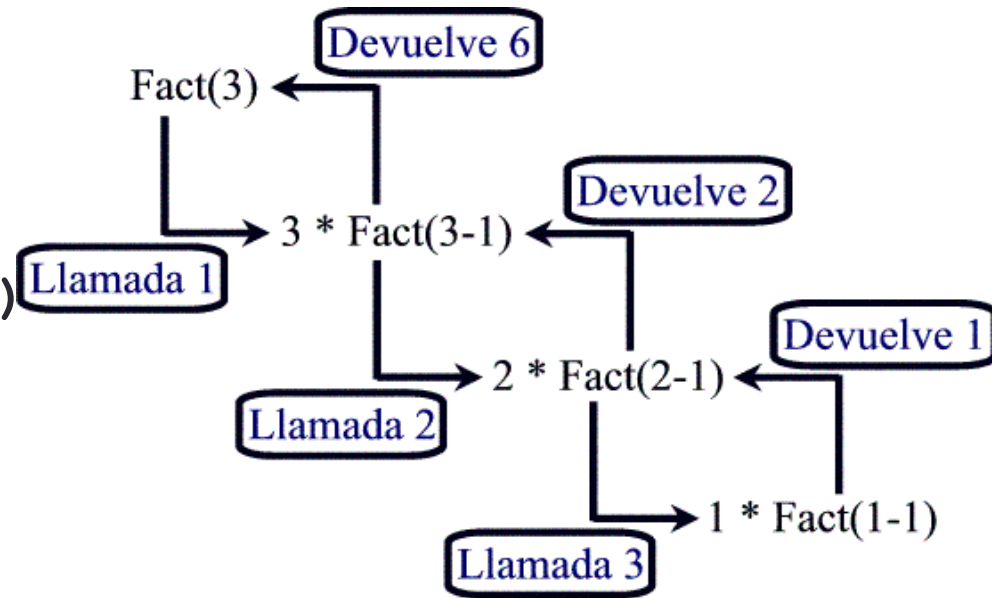 Devuelve 6
Fact(3)
Devuelve 2
3 * Fact(3-1)
)
Llamada 1
Devuelve 1
2 * Fact(2-1)
Llamada 2
1 * Fact(1-1)
Llamada 3